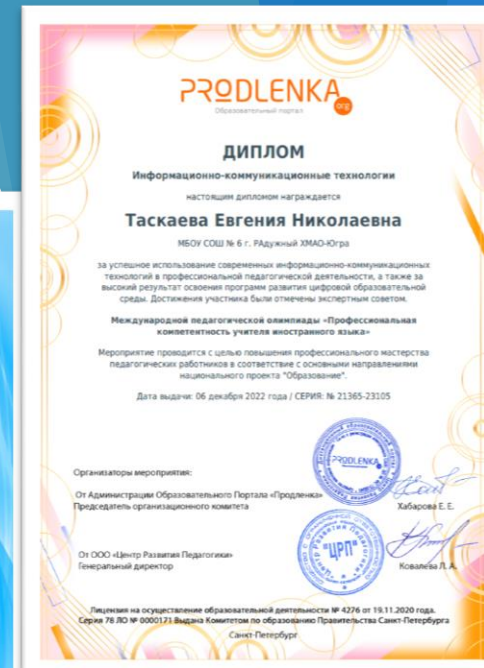 PRODLENKA
org
Образовательный портал
ДИПЛОМ
Информационно-коммуникационные технологии
настоящим дипломом награждается
Таскаева Евгения Николаевна
МБОУ СОШ № 6 г. РАдужный ХМАО-Югра
за успешное использование современных информационно-коммуникационных
технологий в профессиональной педагогической деятельности, а также за
высокий результат освоения программ развития цифровой образовательной
среды. Достижения участника были отмечены экспертным советом.
Международной педагогической олимпиады «Профессиональная
компетентность учителя иностранного языка»
Мероприятие проводится с целью повышения профессионального мастерства
педагогических работников в соответствие с основными направлениями
национального проекта "Образование".
Дата выдачи: 06 декабря 2022 года / СЕРИЯ: № 21365-23105
Организаторы мероприятия:
От Администрации Образовательного Портала «Продленка»
Председатель организационного комитета
PRODLENKA
Хабарова Е. Е.
От ООО «Центр Развития Педагогики»
Генеральный директор
"ЦРП"
Ковалева Л. А.
Лицензия на осуществление образовательной деятельности № 4276 от 19.11.2020 года.
Серия 78 ЛО № 0000171 Выдана Комитетом по образованию Правительства Санкт-Петербурга
Санкт-Петербург